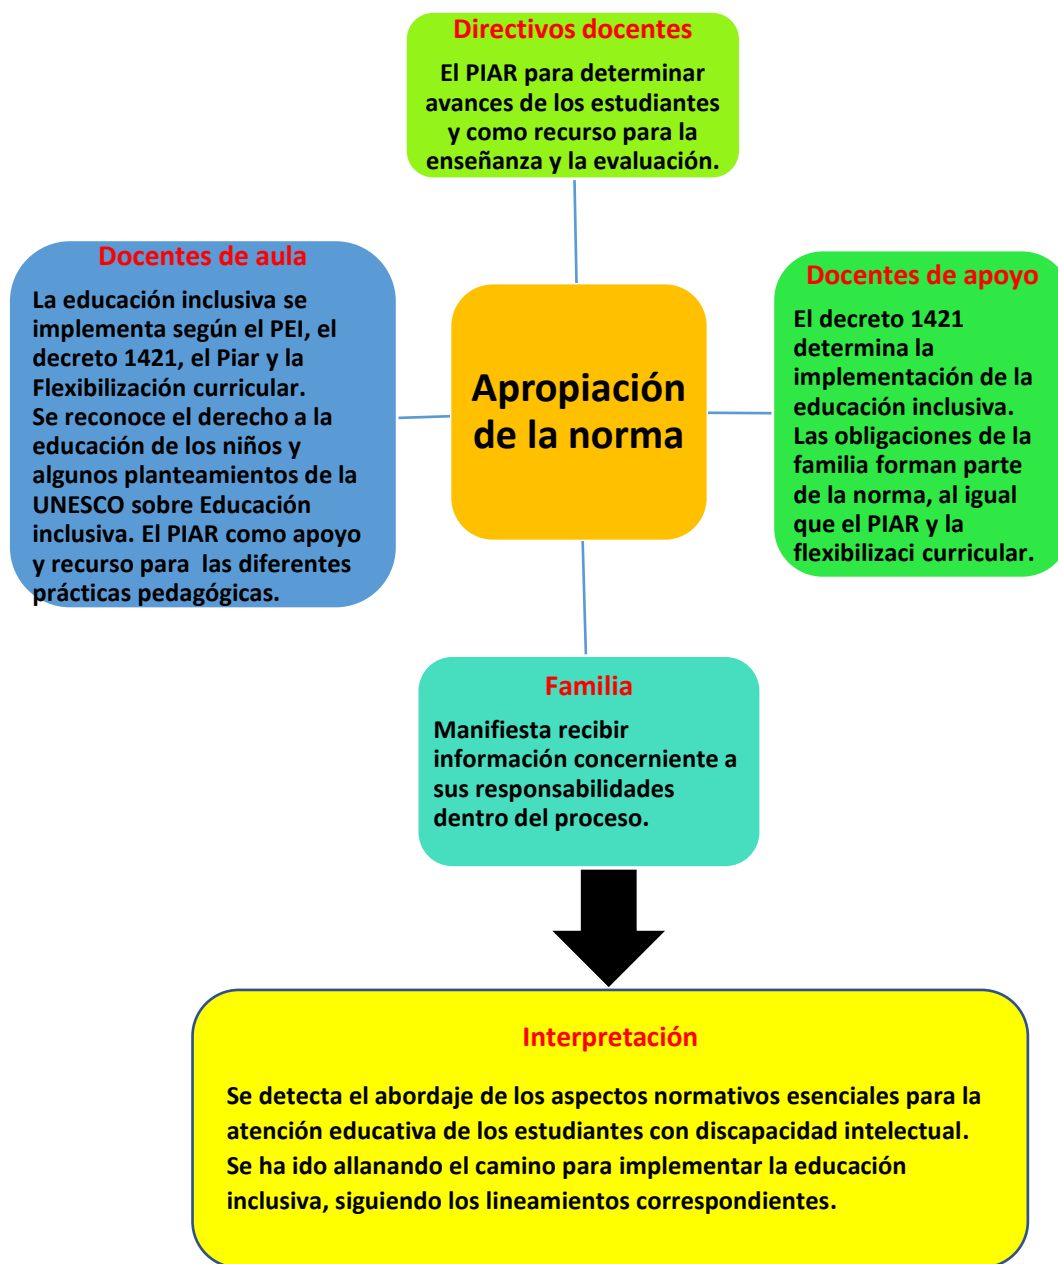 Directivos docentes
El PIAR para determinar
avances de los estudiantes
y como recurso para la
enseñanza y la evaluación.
Docentes de aula
La educación inclusiva se
implementa según el PEI, el
decreto 1421, el Piar y la
Flexibilización curricular.
Se reconoce el derecho a la
educación de los niños y
algunos planteamientos de la
UNESCO sobre Educación
inclusiva. El PIAR como apoyo
y recurso para las diferentes
prácticas pedagógicas.
Apropiación
de la norma
Docentes de apoyo
El decreto 1421
determina la
implementación de la
educación inclusiva.
Las obligaciones de la
familia forman parte
de la norma, al igual
que el PIAR y la
flexibilizaci curricular.
Familia
Manifiesta recibir
información concerniente a
sus responsabilidades
dentro del proceso.
Interpretación
Se detecta el abordaje de los aspectos normativos esenciales para la
atención educativa de los estudiantes con discapacidad intelectual.
Se ha ido allanando el camino para implementar la educación
inclusiva, siguiendo los lineamientos correspondientes.